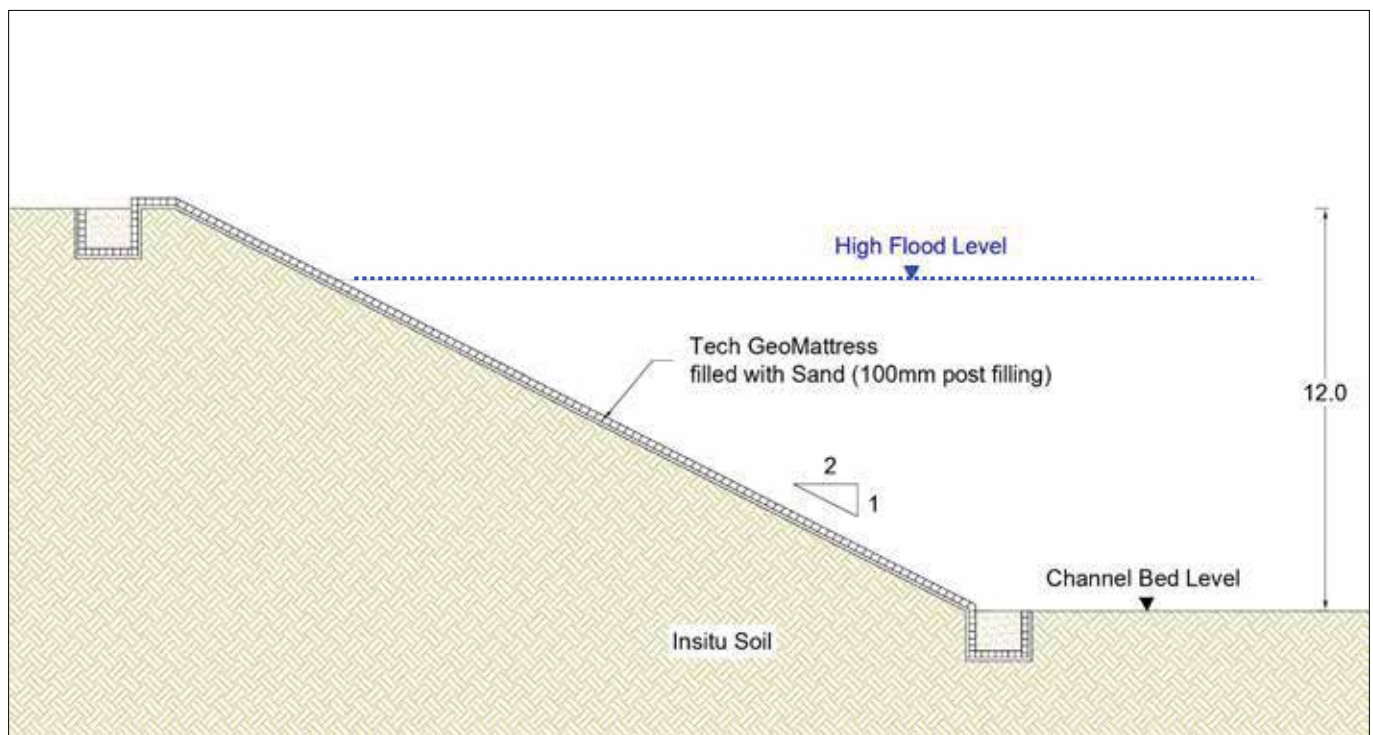 High Flood Level
Tech GeoMattress
filled with Sand (100mm post filling)
12.0
2
1
Channel Bed Level
Insitu Soil